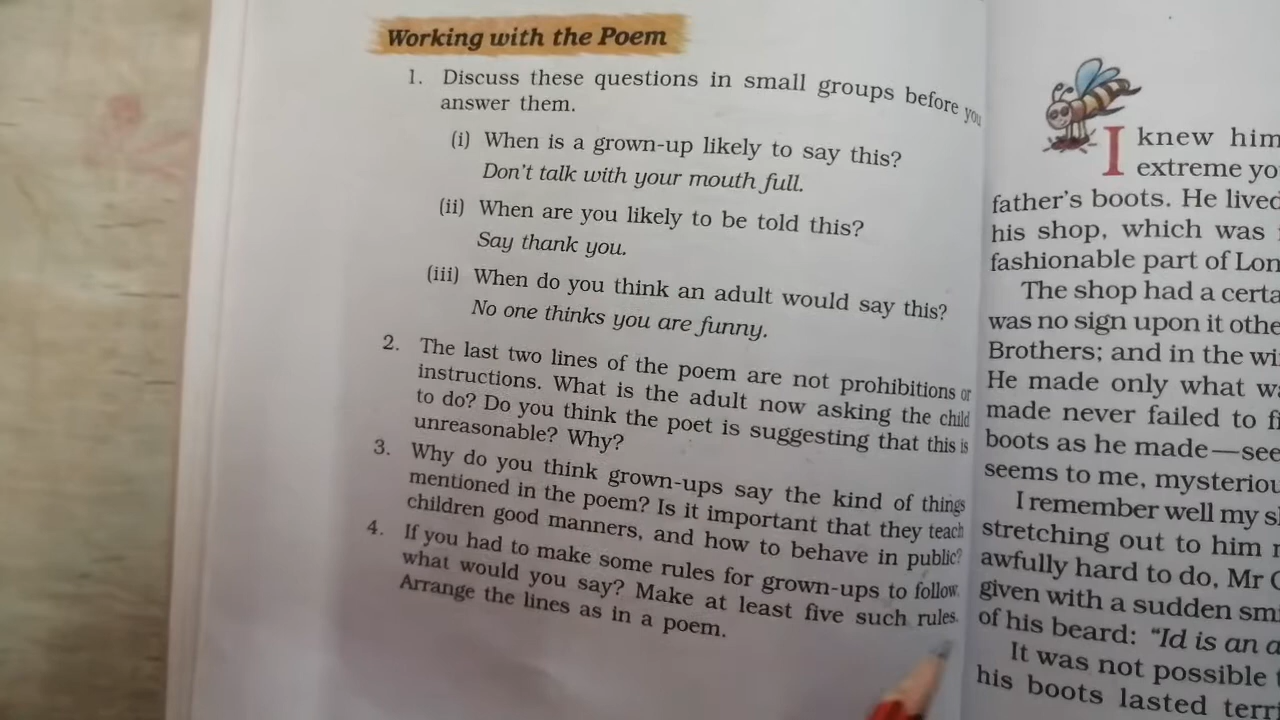 Working with the Poem
1. Discuss these questions in small groups before you
answer them.
(i) When is a grown-up likely to say this?
Don't talk with your mouth full.
(ii) When are you likely to be told this?
Say thank you.
(iii) When do you think an adult would say this?
No one thinks you are funny.
2. The last two lines of the poem are not prohibitions or
instructions. What is the adult now asking the child
to do? Do you think the poet is suggesting that this is
unreasonable? Why?
3. Why do you think grown-ups say the kind of things
mentioned in the poem? Is it important that they teach
children good manners, and how to behave in public?
4. If you had to make some rules for grown-ups to follow,
what would you say? Make at least five such rules.
Arrange the lines as in a poem.
I knew him
extreme yo
father's boots. He lived
his shop, which was
fashionable part of Lon
The shop had a certa
was no sign upon it othe
Brothers; and in the wi
He made only what w
made never failed to fi
boots as he made—see
seems to me, mysteriou
I remember well my s
stretching out to him
awfully hard to do, Mr
given with a sudden smi
of his beard: "Id is an a
It was not possible
his boots lasted terri